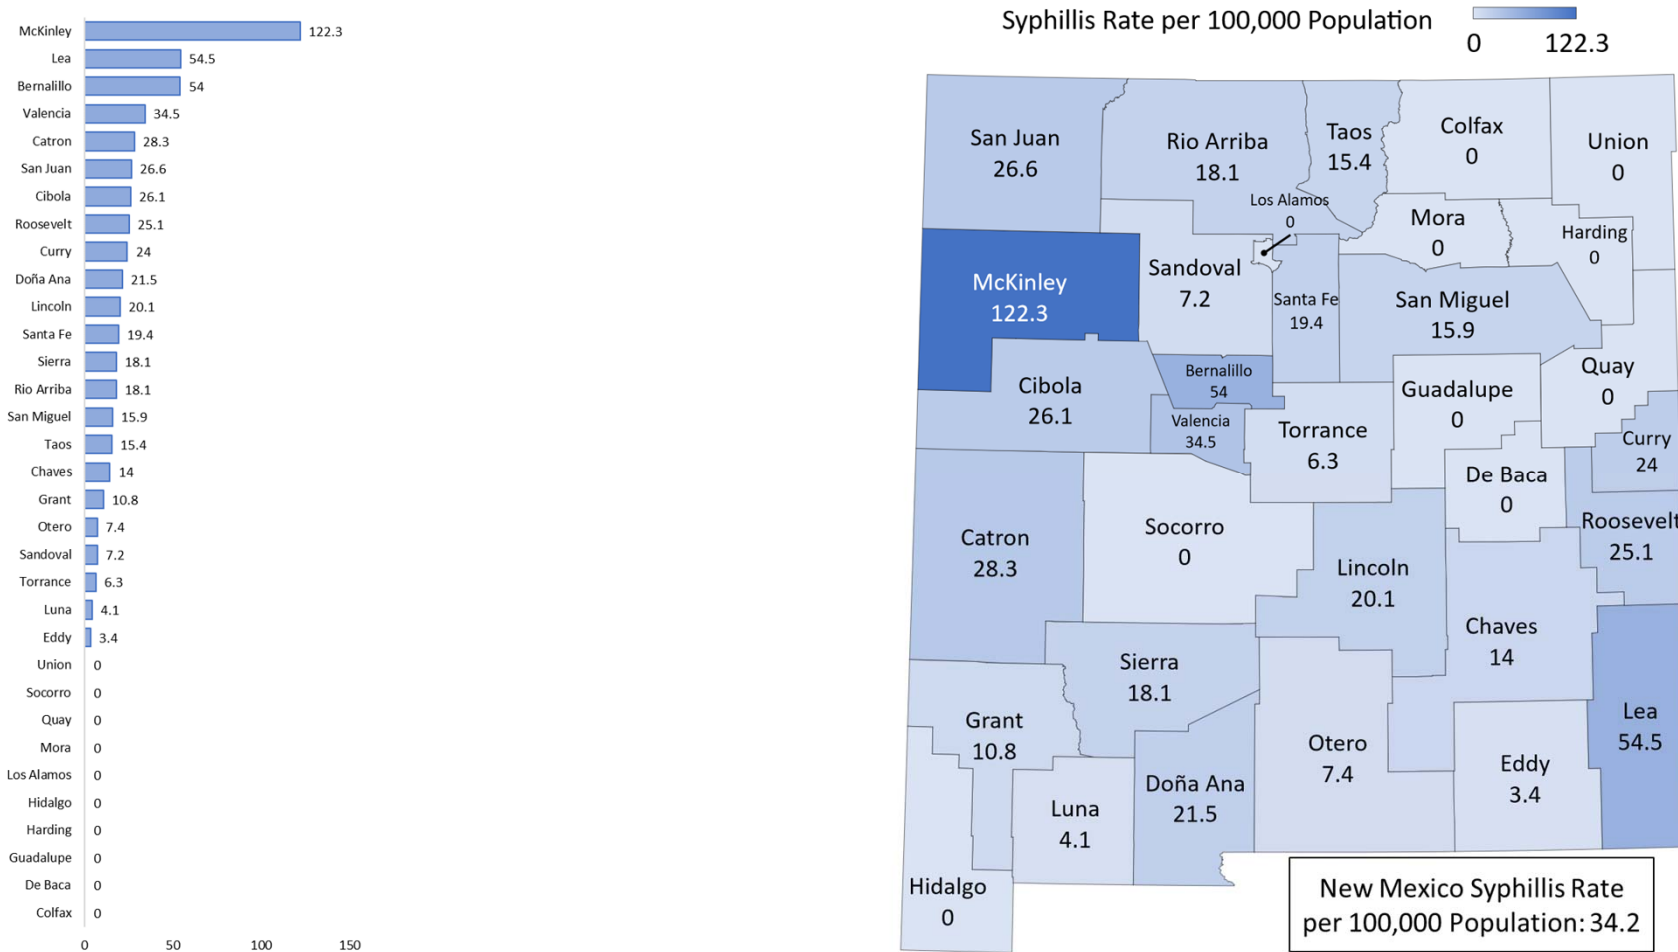 McKinley 122.3
Lea 54.5
Bernalillo 54
Valencia 34.5
Catron 28.3
San Juan 26.6
Cibola 26.1
Roosevelt 25.1
Curry 24
Doña Ana 21.5
Lincoln 20.1
Santa Fe 19.4
Sierra 18.1
Rio Arriba 18.1
San Miguel 15.9
Taos 15.4
Chaves 14
Grant 10.8
Otero 7.4
Sandoval 7.2
Torrance 6.3
Luna 4.1
Eddy 3.4
Union 0
Socorro 0
Quay 0
Mora 0
Los Alamos 0
Hidalgo 0
Harding 0
Guadalupe 0
De Baca 0
Colfax 0
0 50 100 150
Syphillis Rate per 100,000 Population
0 122.3
San Juan
26.6
Rio Arriba
18.1
Taos
15.4
Colfax
0
Union
0
Los Alamos
0
Mora
0
Harding
0
McKinley
122.3
Sandoval
7.2
Santa Fe
19.4
San Miguel
15.9
Quay
0
Cibola
26.1
Bernalillo
54
Valencia
34.5
Torrance
6.3
Guadalupe
0
Curry
24
De Baca
0
Roosevelt
25.1
Catron
28.3
Socorro
0
Lincoln
20.1
Chaves
14
Sierra
18.1
Lea
54.5
Grant
10.8
Otero
7.4
Eddy
3.4
Doña Ana
21.5
Luna
4.1
Hidalgo
0
New Mexico Syphillis Rate
per 100,000 Population: 34.2